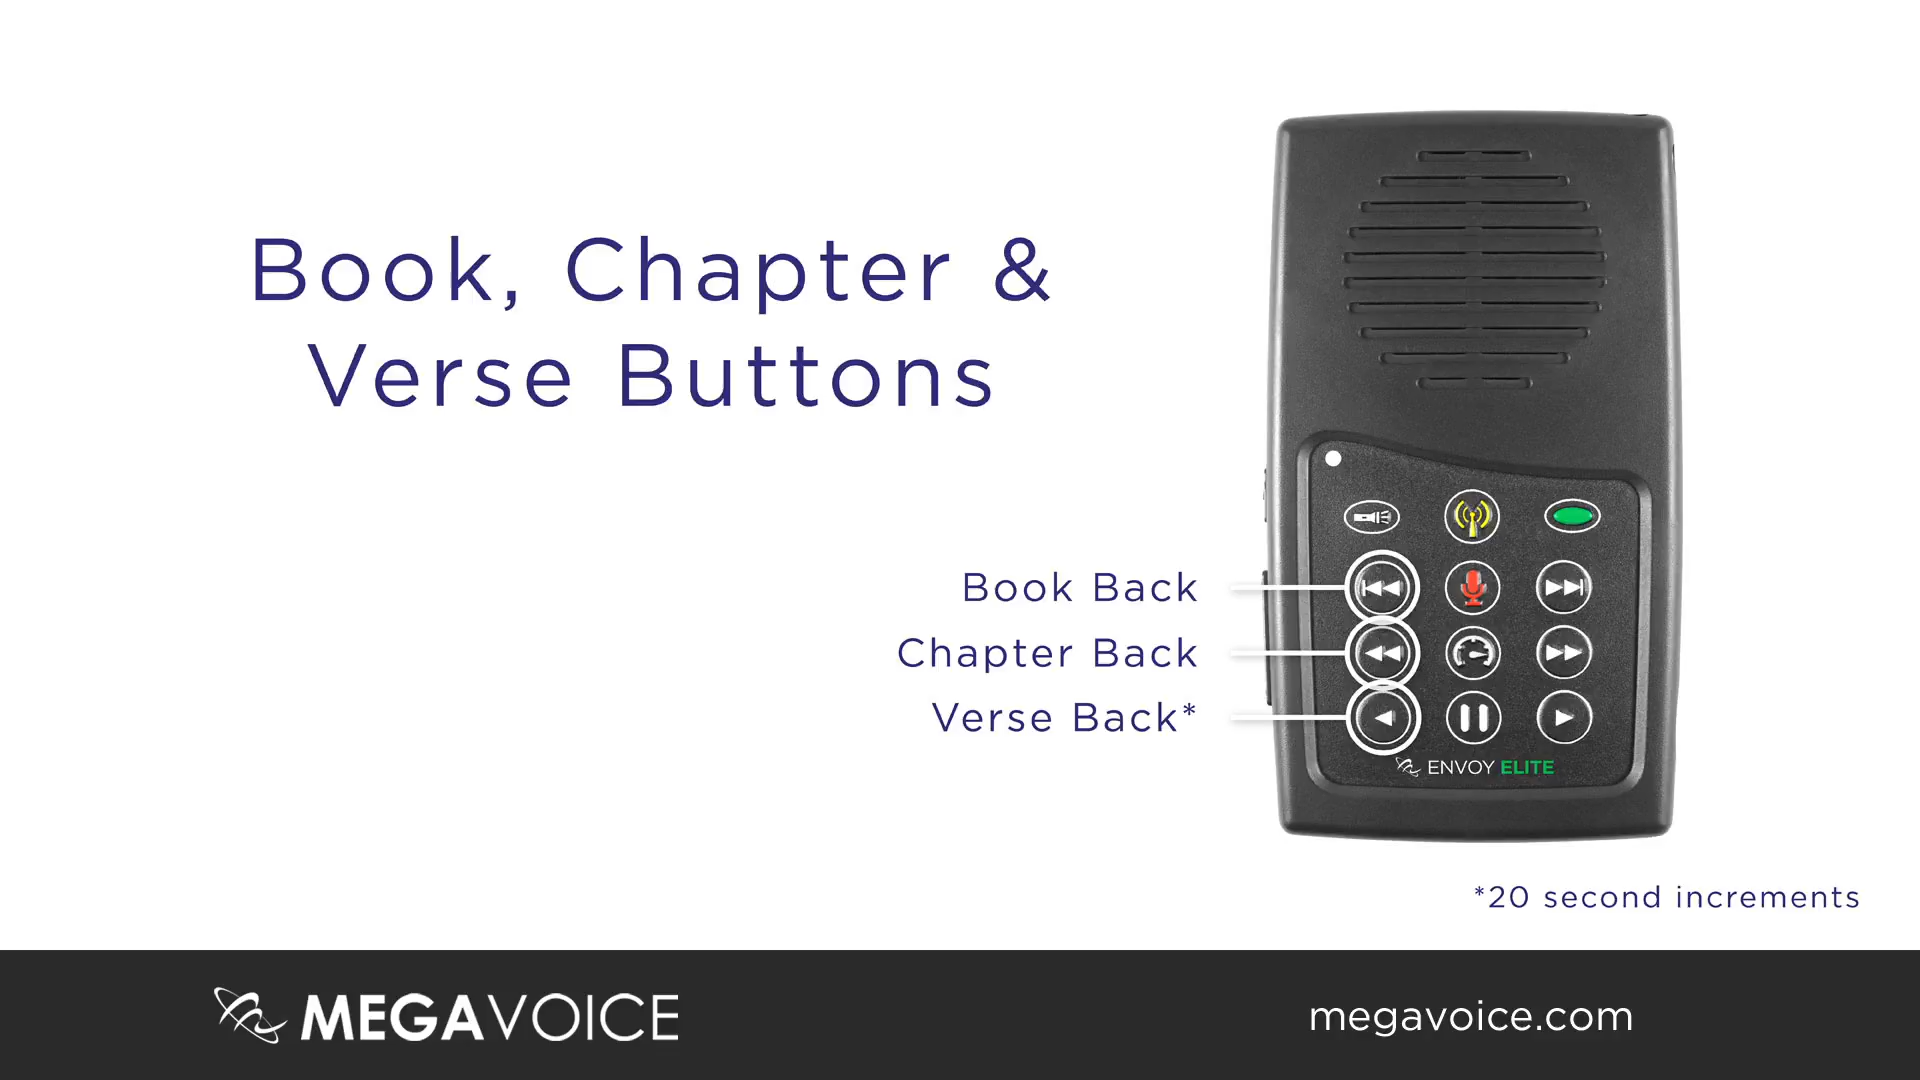 Book, Chapter &
Verse Buttons
Book Back
Chapter Back
Verse Back*
ENVOY ELITE
*20 second increments
MEGAVOICE
megavoice.com